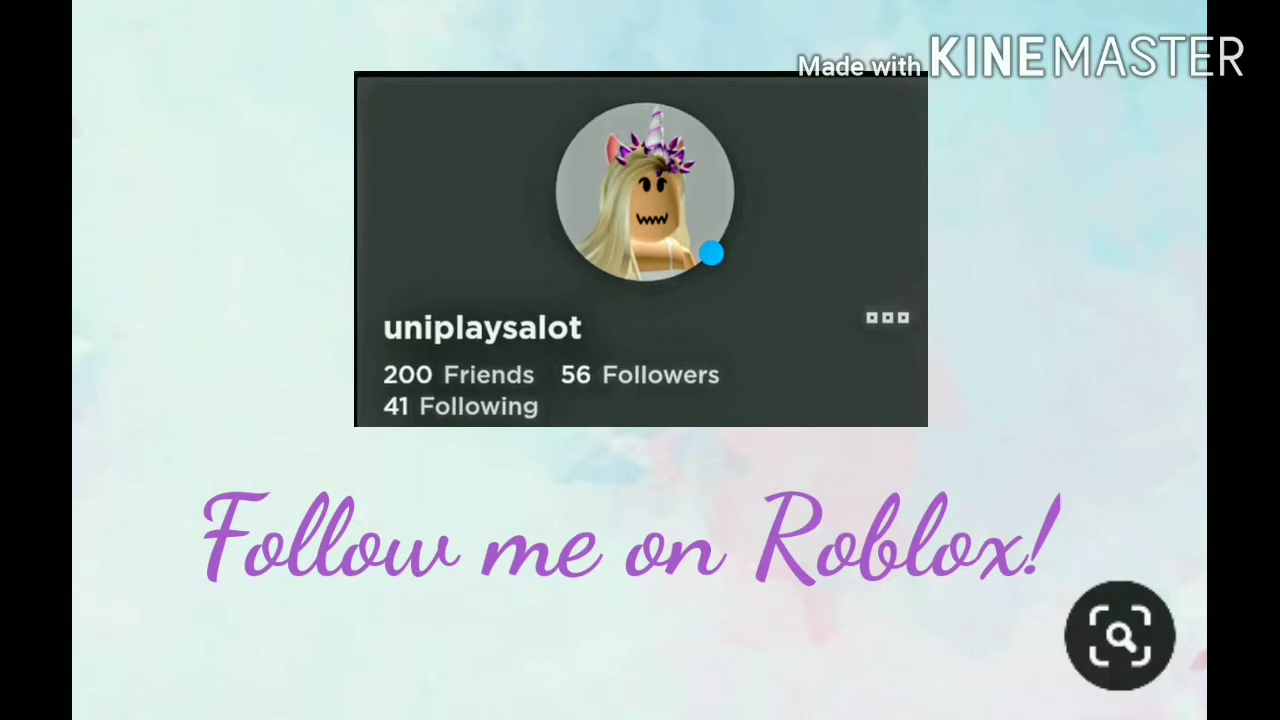 Made with KINEMASTER
uniplaysalot
200 Friends 56 Followers
41 Following
Follow me on Roblox!